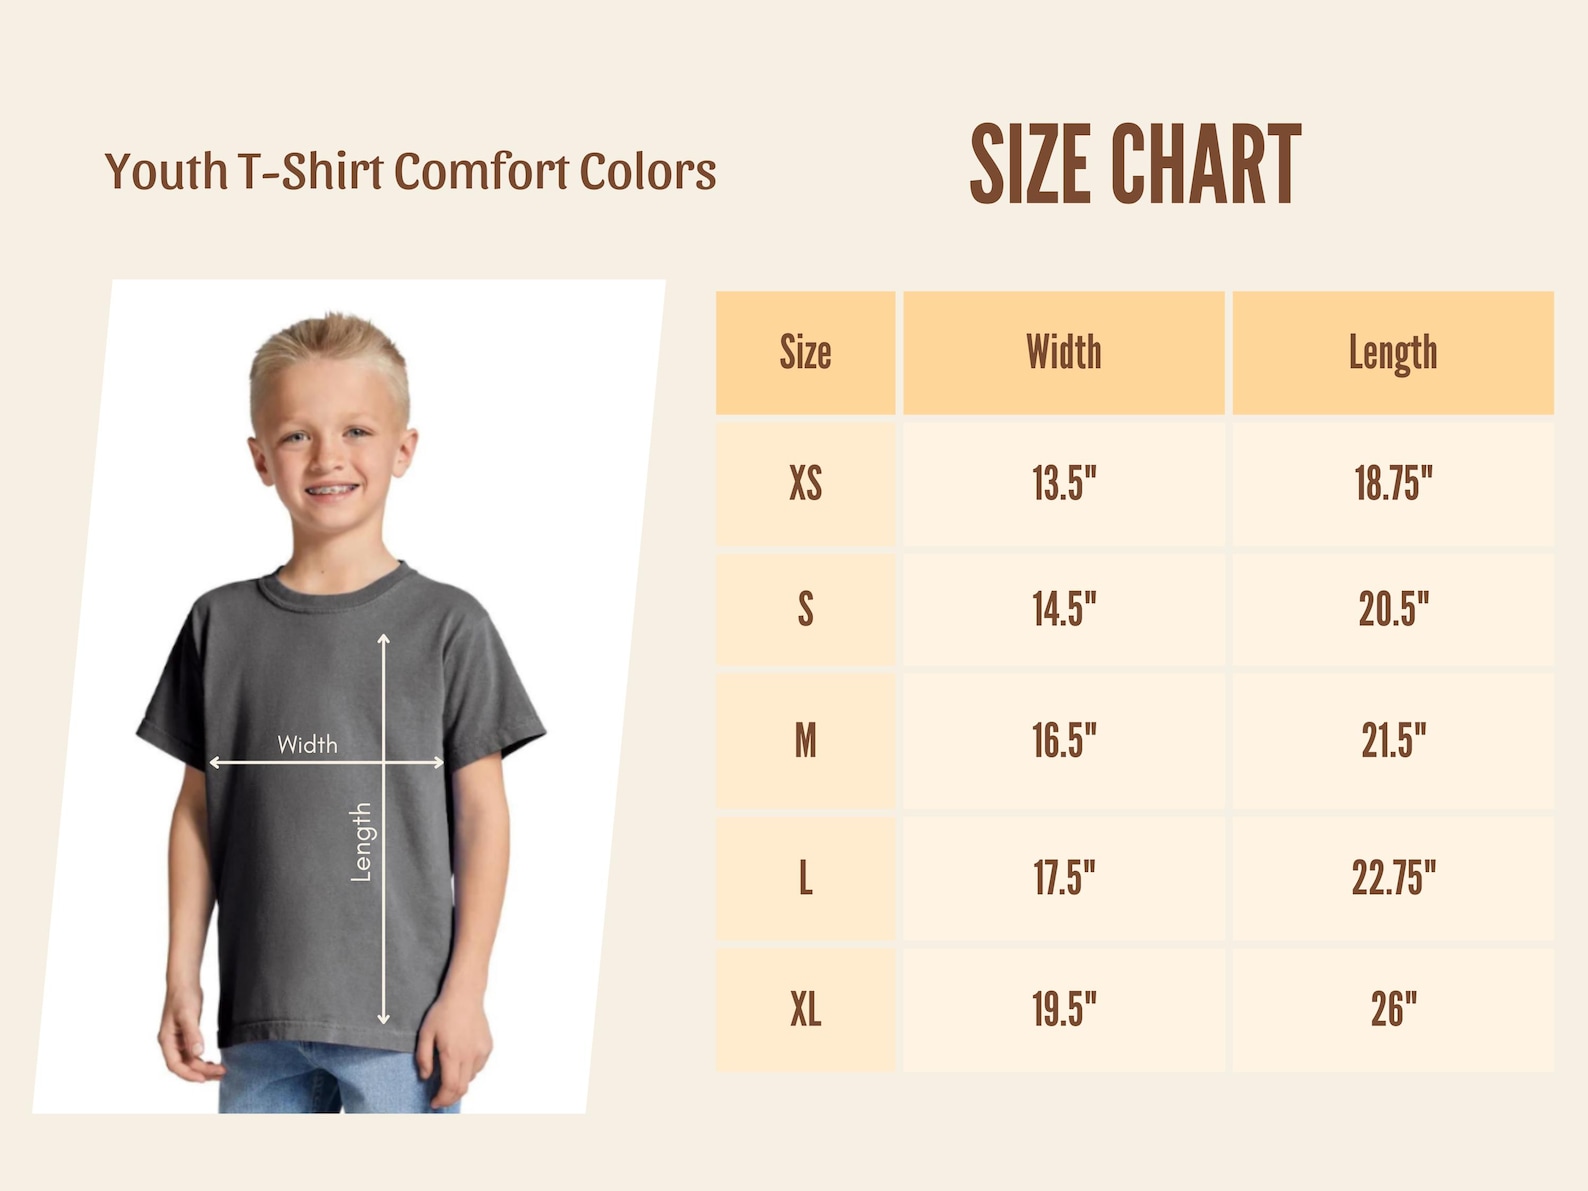 Youth T-Shirt Comfort Colors
SIZE CHART
Width
Length
Size Width Length
XS 13.5" 18.75"
S 14.5" 20.5"
M 16.5" 21.5"
L 17.5" 22.75"
XL 19.5" 26"